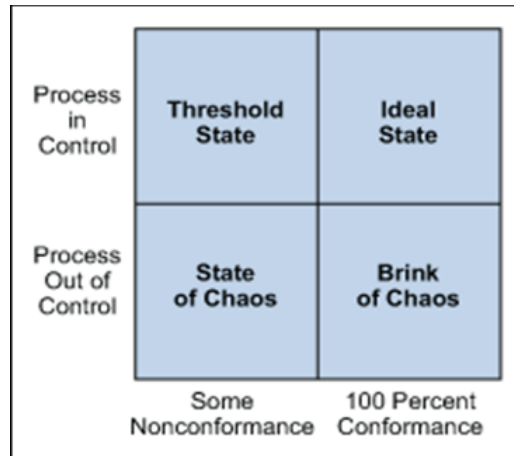 Process
in
Control
Threshold
State
Ideal
State
Process
Out of
Control
State
of Chaos
Brink
of Chaos
Some
Nonconformance
100 Percent
Conformance